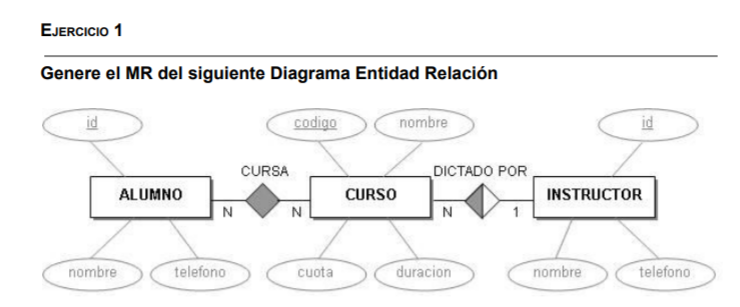 EJERCICIO 1
Genere el MR del siguiente Diagrama Entidad Relación
id
codigo
nombre
id
CURSA
DICTADO POR
ALUMNO
CURSO
INSTRUCTOR
N
N
N
1
nombre
telefono
cuota
duracion
nombre
telefono